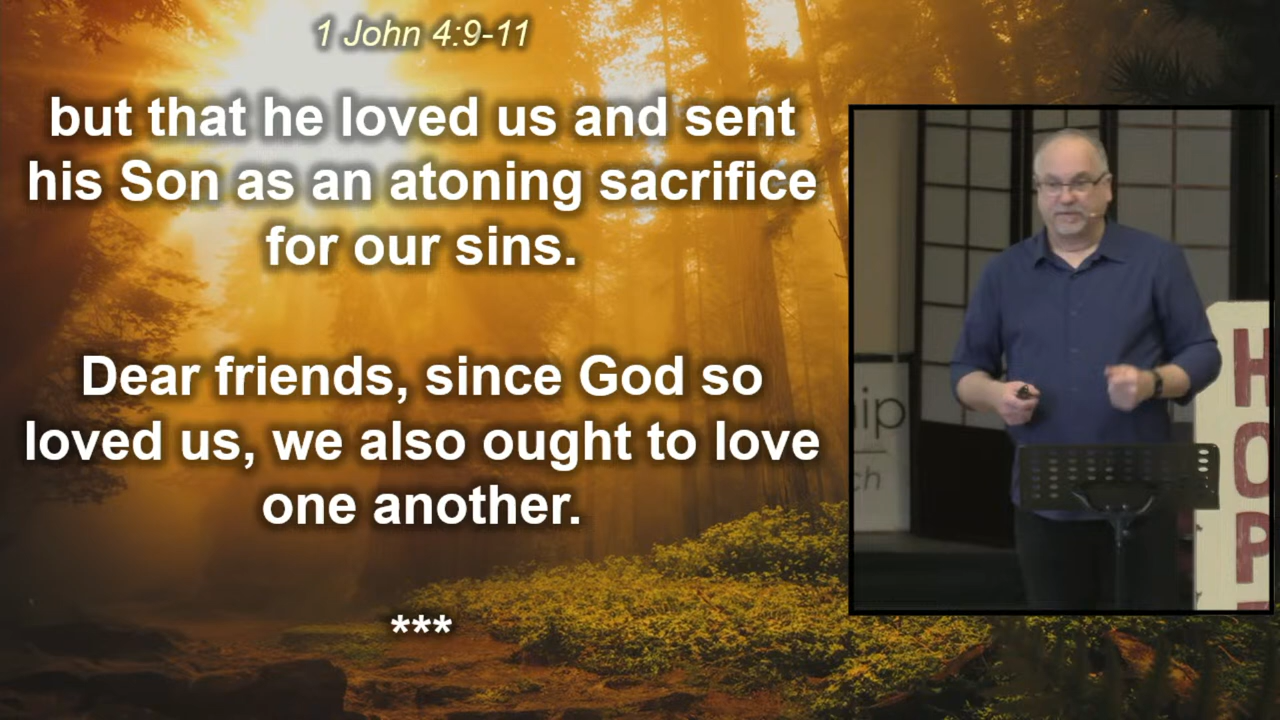 1 John 4:9-11
but that he loved us and sent
his Son as an atoning sacrifice
for our sins.
Dear friends, since God so
loved us, we also ought to love
one another.
***
HOPE